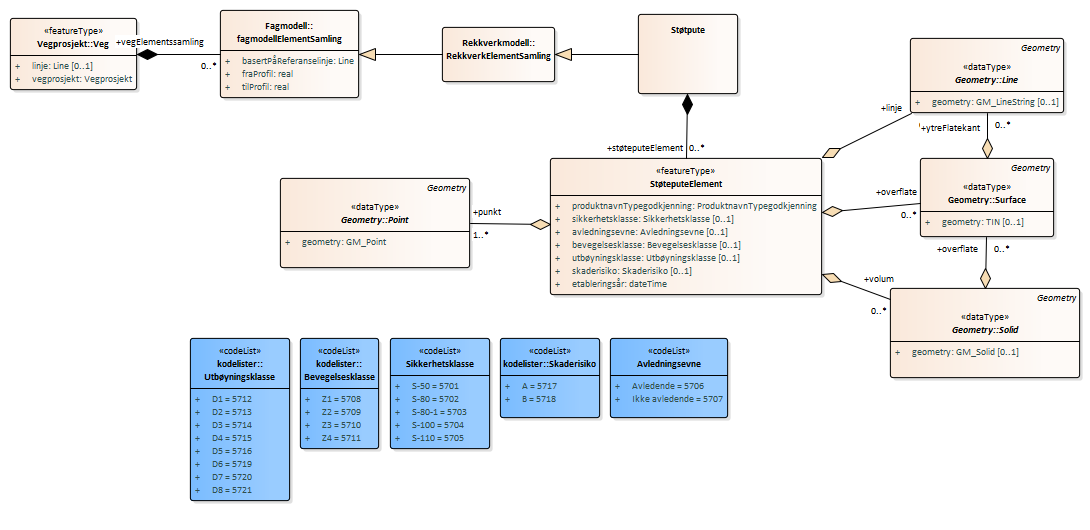 «featureType»
Vegprosjekt::Veg
+ linje: Line [0..1]
+ vegprosjekt: Vegprosjekt
+vegElementssamling
0..*
Fagmodell::
fagmodellElementSamling
+ basertPåReferanselinje: Line
+ fraProfil: real
+ tilProfil: real
Rekkverkmodell::
RekkverkElementSamling
Støtpute
+støteputeElement 0..*
«featureType»
StøteputeElement
+ produktnavnTypegodkjenning: ProduktnavnTypegodkjenning
+ sikkerhetsklasse: Sikkerhetsklasse [0..1]
+ avledningsevne: Avledningsevne [0..1]
+ bevegelsesklasse: Bevegelsesklasse [0..1]
+ utbøyningsklasse: Utbøyningsklasse [0..1]
+ skaderisiko: Skaderisiko [0..1]
+ etableringsår: dateTime
Geometry
«dataType»
Geometry::Line
+ geometry: GM_LineString [0..1]
+linje
+ytreFlatekant
0..*
Geometry
«dataType»
Geometry::Surface
+ geometry: TIN [0..1]
+overflate
0..*
+overflate
0..*
Geometry
«dataType»
Geometry::Solid
+ geometry: GM_Solid [0..1]
+volum
0..*
Geometry
«dataType»
Geometry::Point
+ geometry: GM_Point
+punkt
1..*
«codeList»
kodelister::
Utbøyningsklasse
+ D1 = 5712
+ D2 = 5713
+ D3 = 5714
+ D4 = 5715
+ D5 = 5716
+ D6 = 5719
+ D7 = 5720
+ D8 = 5721
«codeList»
kodelister::
Bevegelsesklasse
+ Z1 = 5708
+ Z2 = 5709
+ Z3 = 5710
+ Z4 = 5711
«codeList»
Sikkerhetsklasse
+ S-50 = 5701
+ S-80 = 5702
+ S-80-1 = 5703
+ S-100 = 5704
+ S-110 = 5705
«codeList»
kodelister::Skaderisiko
+ A = 5717
+ B = 5718
«codeList»
Avledningsevne
+ Avledende = 5706
+ Ikke avledende = 5707